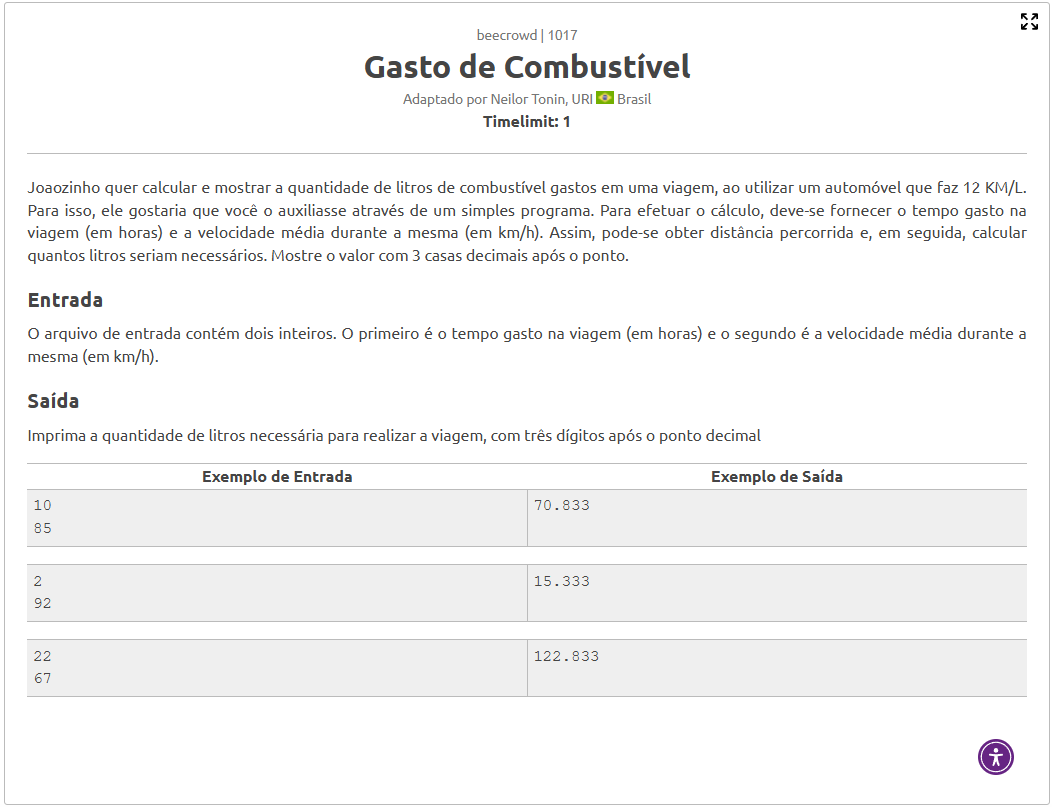 beecrowd | 1017
Gasto de Combustível
Adaptado por Neilor Tonin, URI Brasil
Timelimit: 1
Joaozinho quer calcular e mostrar a quantidade de litros de combustível gastos em uma viagem, ao utilizar um automóvel que faz 12 KM/L.
Para isso, ele gostaria que você o auxiliasse através de um simples programa. Para efetuar o cálculo, deve-se fornecer o tempo gasto na
viagem (em horas) e a velocidade média durante a mesma (em km/h). Assim, pode-se obter distância percorrida e, em seguida, calcular
quantos litros seriam necessários. Mostre o valor com 3 casas decimais após o ponto.
Entrada
O arquivo de entrada contém dois inteiros. O primeiro é o tempo gasto na viagem (em horas) e o segundo é a velocidade média durante a
mesma (em km/h).
Saída
Imprima a quantidade de litros necessária para realizar a viagem, com três dígitos após o ponto decimal
Exemplo de Entrada Exemplo de Saída
10 70.833
85
2 15.333
92
22 122.833
67